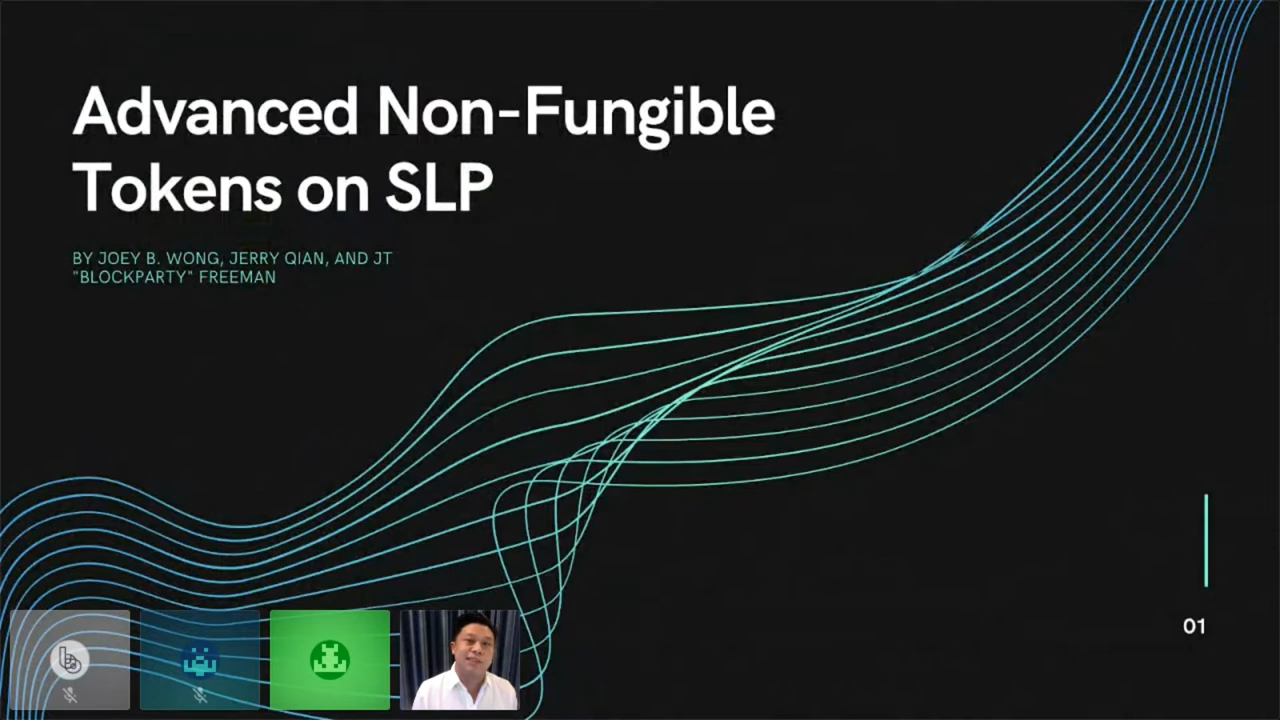 Advanced Non-Fungible
Tokens on SLP
BY JOEY B. WONG, JERRY QIAN, AND JT
"BLOCKPARTY" FREEMAN
01